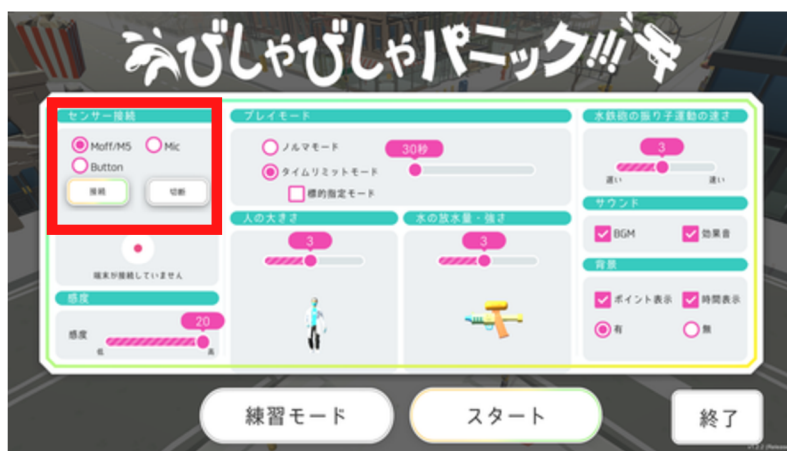 びしゃびしゃパニック!!!
センサー接続
Moff/M5 Mic
Button
接続 切断
端末が接続していません
感度
20
感度
低 高
プレイモード
ノルマモード
30秒
タイムリミットモード
標的指定モード
人の大きさ
3
水の放水量・強さ
3
水鉄砲の振り子運動の速さ
3
遅い 速い
サウンド
BGM 効果音
背景
ポイント表示 時間表示
有 無
練習モード
スタート
終了